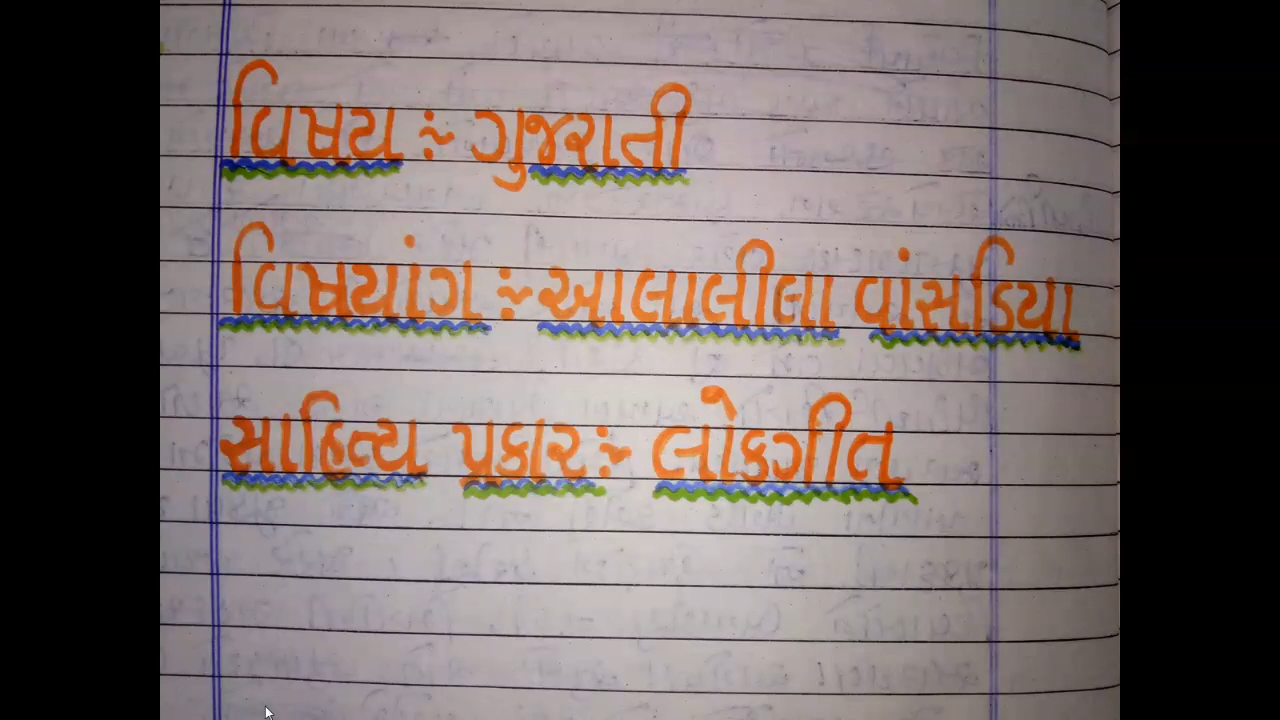 વિષય :~ ગુજરાતી
વિષયાંગ :~ આલાલીલા વાંસડિયા
સાહિત્ય પ્રકાર :~ લોકગીત